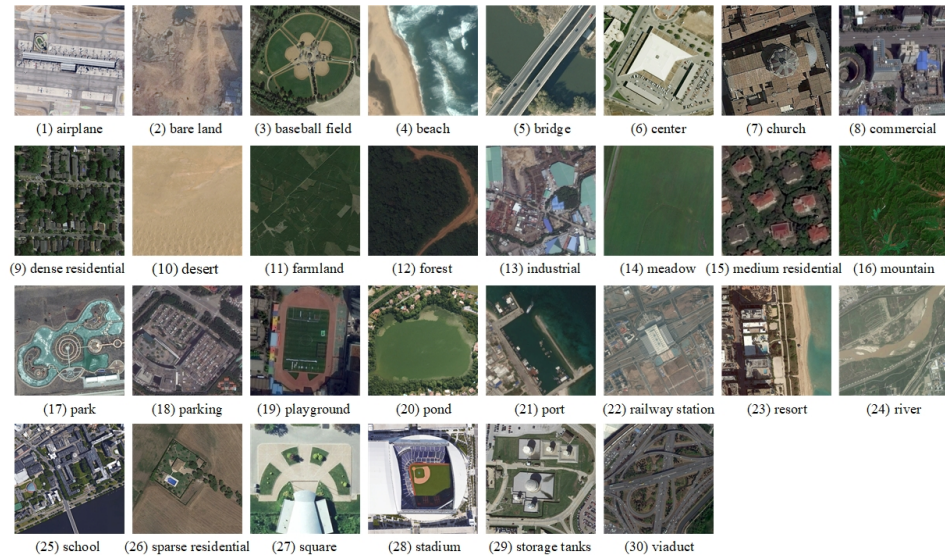 (1) airplane
(2) bare land
(3) baseball field
(4) beach
(5) bridge
(6) center
(7) church
(8) commercial
(9) dense residential
(10) desert
(11) farmland
(12) forest
(13) industrial
(14) meadow
(15) medium residential
(16) mountain
(17) park
(18) parking
(19) playground
(20) pond
(21) port
(22) railway station
(23) resort
(24) river
(25) school
(26) sparse residential
(27) square
(28) stadium
(29) storage tanks
(30) viaduct